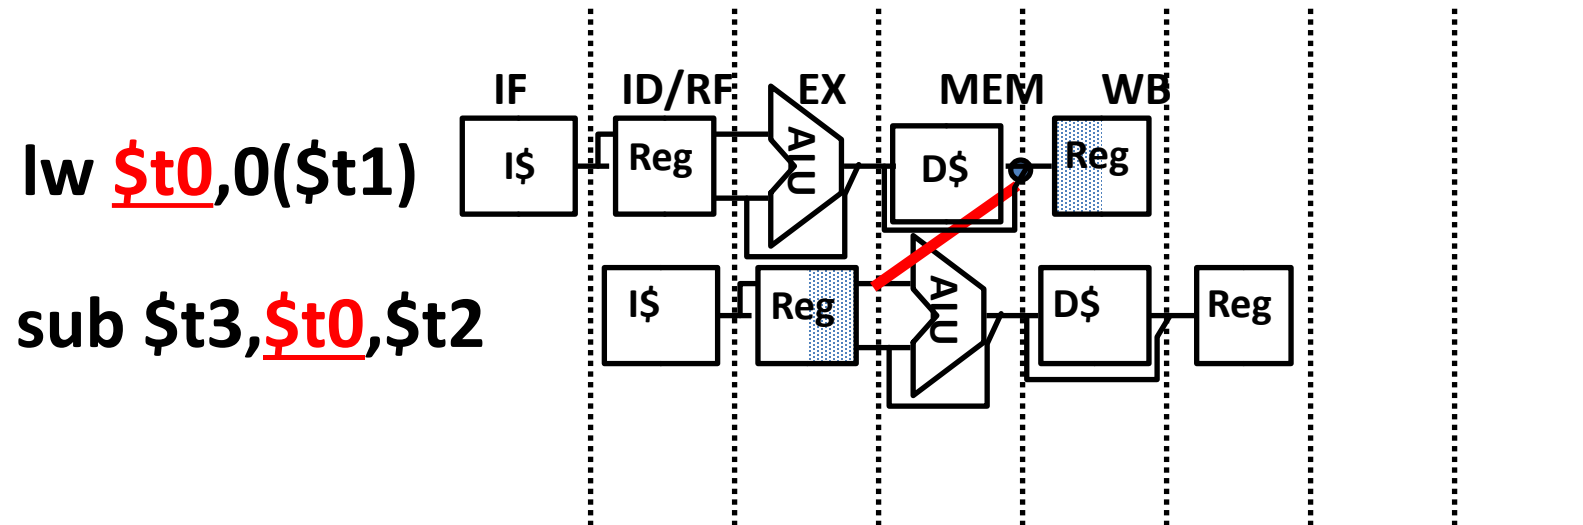 IF ID/RF EX MEM WB
lw $t0,0($t1) I$ Reg ALU D$ Reg
sub $t3,$t0,$t2 I$ Reg ALU D$ Reg